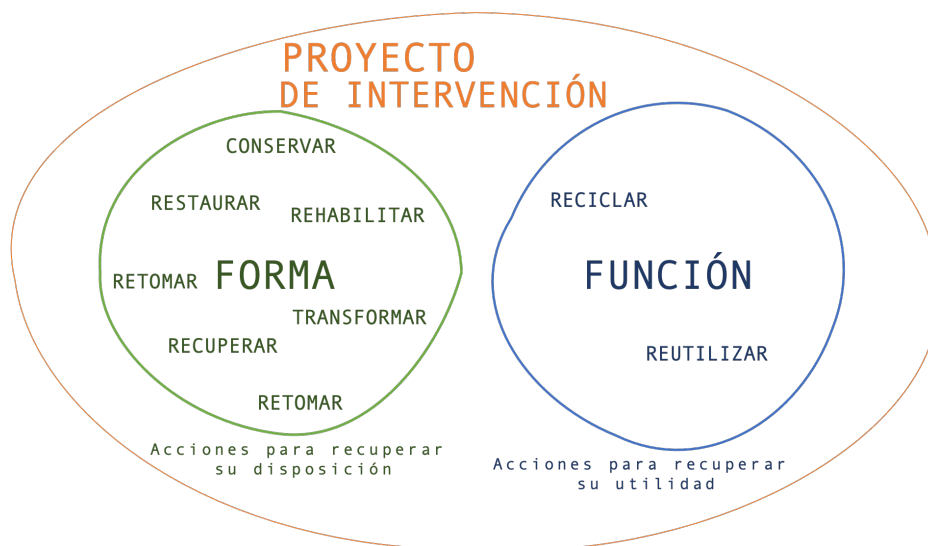 PROYECTO
DE INTERVENCIÓN
CONSERVAR
RESTAURAR
REHABILITAR
RETOMAR
FORMA
TRANSFORMAR
RECUPERAR
RETOMAR
Acciones para recuperar
su disposición
RECICLAR
FUNCIÓN
REUTILIZAR
Acciones para recuperar
su utilidad